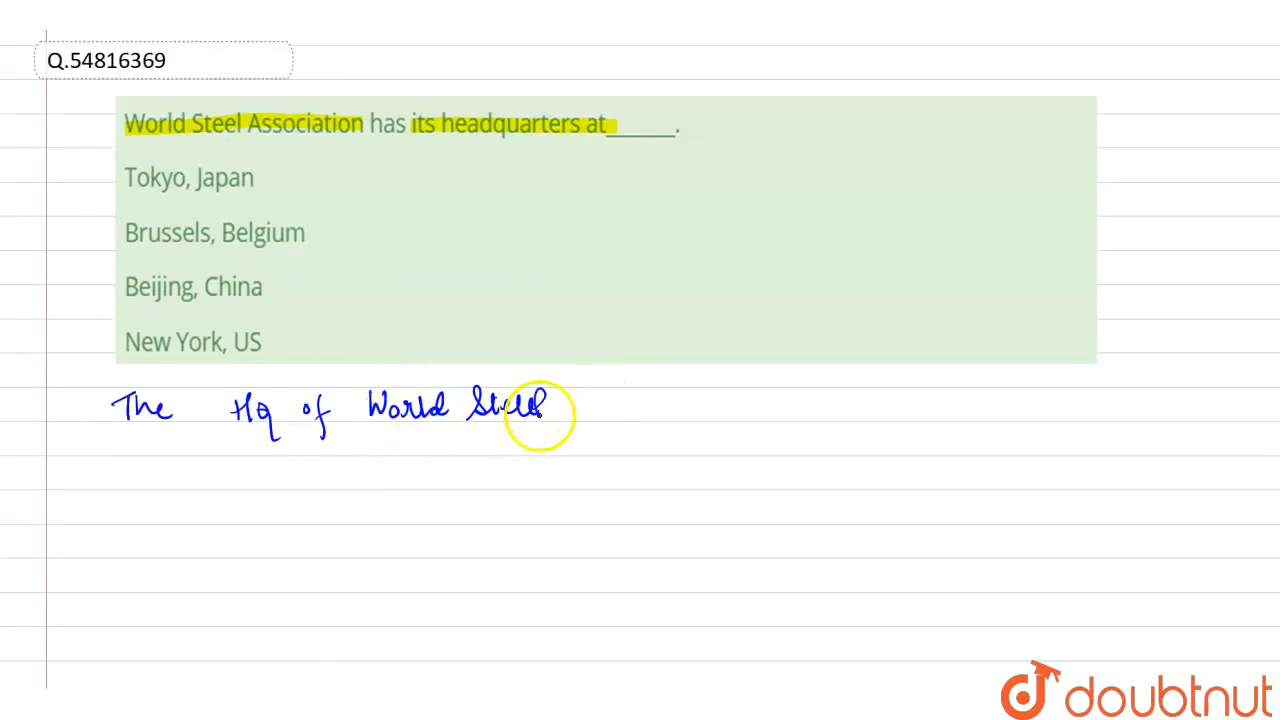 Q.54816369
World Steel Association has its headquarters at______.
Tokyo, Japan
Brussels, Belgium
Beijing, China
New York, US
The HQ of World Steel
doubtnut